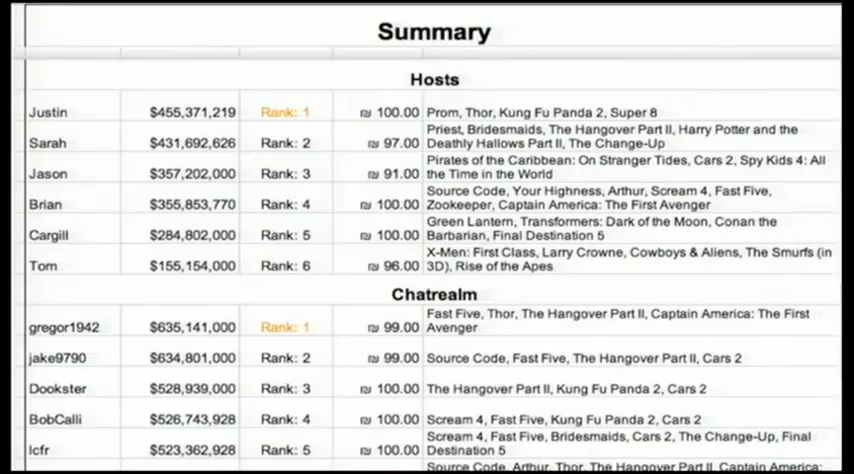 Summary
Hosts
Justin $455,371,219 Rank: 1 ₪ 100.00 Prom, Thor, Kung Fu Panda 2, Super 8
Sarah $431,692,626 Rank: 2 ₪ 97.00 Priest, Bridesmaids, The Hangover Part II, Harry Potter and the
Deathly Hallows Part II, The Change-Up
Jason $357,202,000 Rank: 3 ₪ 91.00 Pirates of the Caribbean: On Stranger Tides, Cars 2, Spy Kids 4: All
the Time in the World
Brian $355,853,770 Rank: 4 ₪ 100.00 Source Code, Your Highness, Arthur, Scream 4, Fast Five,
Zookeeper, Captain America: The First Avenger
Cargill $284,802,000 Rank: 5 ₪ 100.00 Green Lantern, Transformers: Dark of the Moon, Conan the
Barbarian, Final Destination 5
Tom $155,154,000 Rank: 6 ₪ 96.00 X-Men: First Class, Larry Crowne, Cowboys & Aliens, The Smurfs (in
3D), Rise of the Apes
Chatrealm
gregor1942 $635,141,000 Rank: 1 ₪ 99.00 Fast Five, Thor, The Hangover Part II, Captain America: The First
Avenger
jake9790 $634,801,000 Rank: 2 ₪ 99.00 Source Code, Fast Five, The Hangover Part II, Cars 2
Dookster $528,939,000 Rank: 3 ₪ 100.00 The Hangover Part II, Kung Fu Panda 2, Cars 2
BobCalli $526,743,928 Rank: 4 ₪ 100.00 Scream 4, Fast Five, Kung Fu Panda 2, Cars 2
lcfr $523,362,928 Rank: 5 ₪ 100.00 Scream 4, Fast Five, Bridesmaids, Cars 2, The Change-Up, Final
Destination 5
Source Code, Arthur, Thor, The Hangover Part II, Captain America: